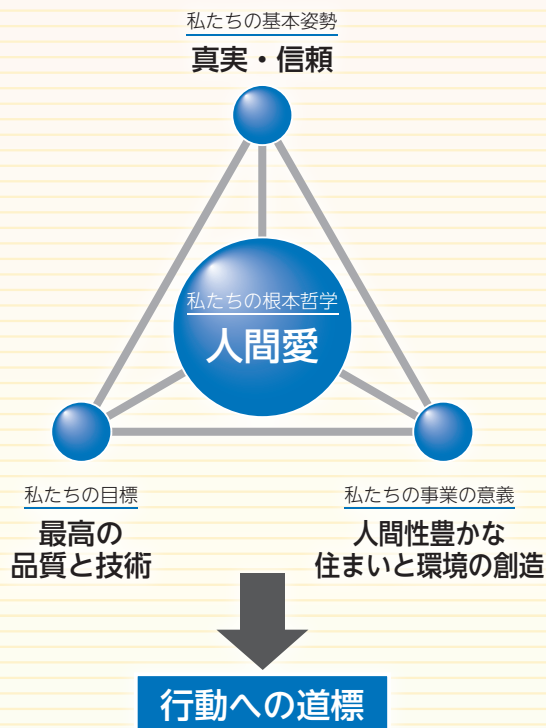 私たちの基本姿勢
真実・信頼
私たちの根本哲学
人間愛
私たちの目標
最高の
品質と技術
私たちの事業の意義
人間性豊かな
住まいと環境の創造
行動への道標